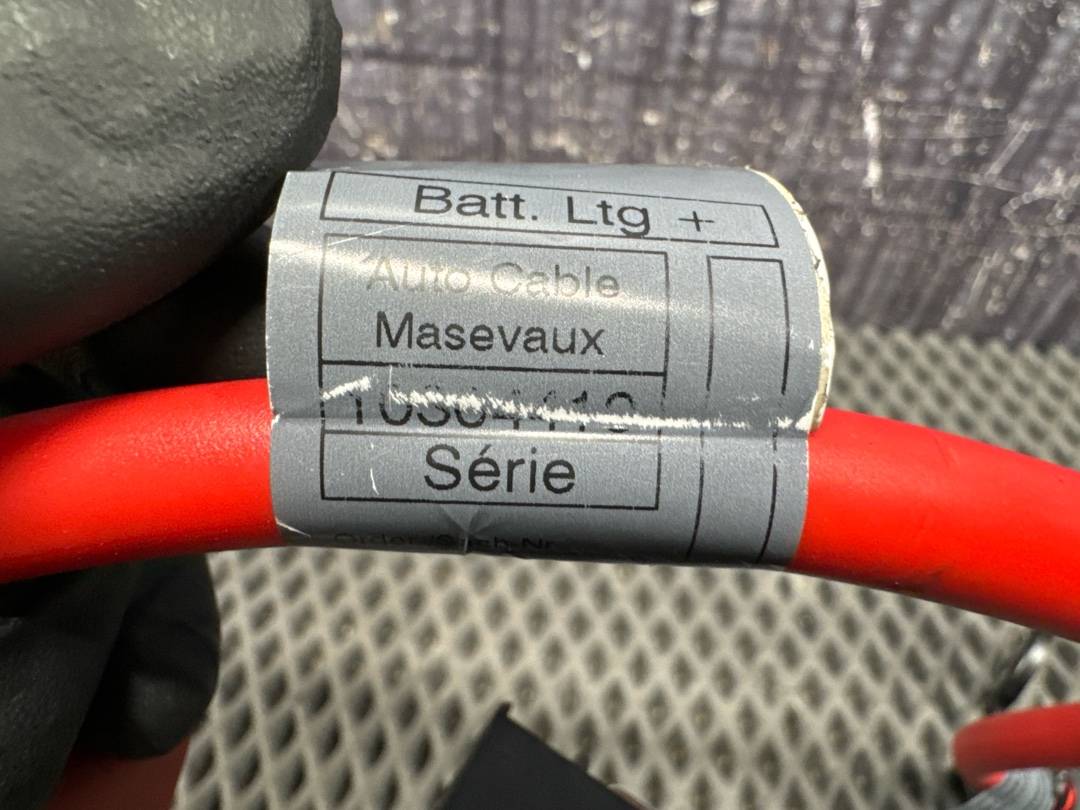 Batt. Ltg +
Auto Cable
Masevaux
Série